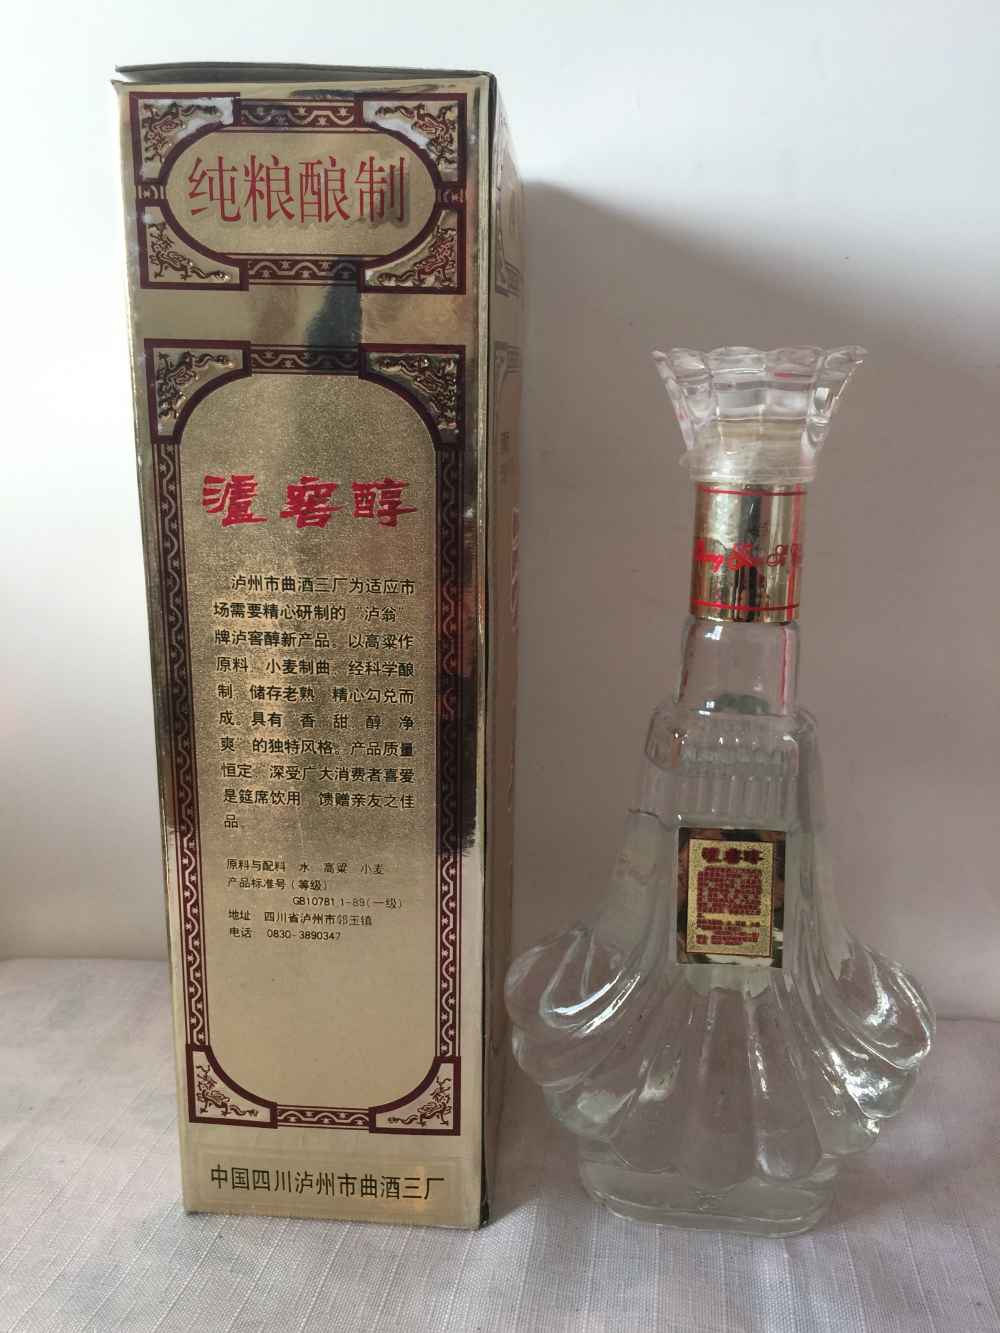 纯粮酿制
泸窖醇
泸州市曲酒三厂为适应市
场需要精心研制的“泸翁”
牌泸窖醇新产品。以高粱作
原料、小麦制曲、经科学酿
制、储存老熟、精心勾兑而
成。具有“香、甜、醇、净、
爽”的独特风格。产品质量
恒定、深受广大消费者喜爱
是筵席饮用、馈赠亲友之佳
品。
原料与配料 水 高粱 小麦
产品标准号(等级)
GB10781.1-89(一级)
地址 四川省泸州市邻玉镇
电话 0830-3890347
中国四川泸州市曲酒三厂
泸窖醇